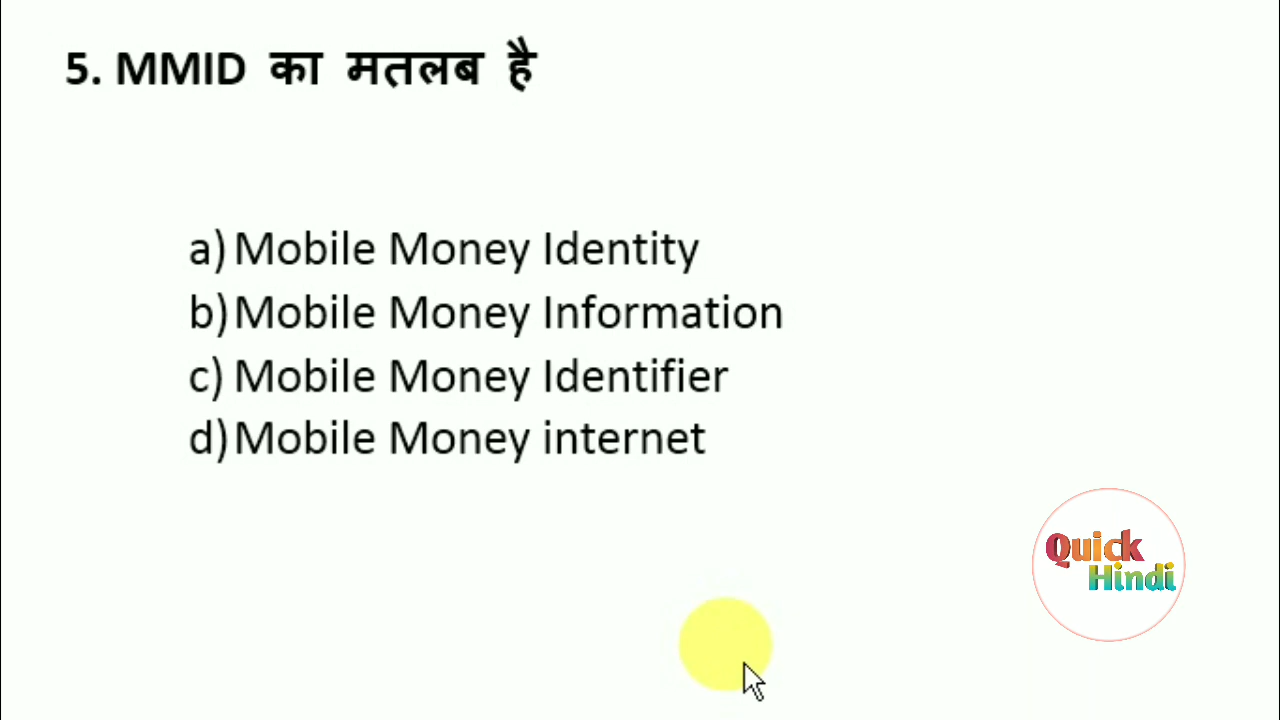 5. MMID का मतलब है
a) Mobile Money Identity
b) Mobile Money Information
c) Mobile Money Identifier
d) Mobile Money internet
Quick
Hindi